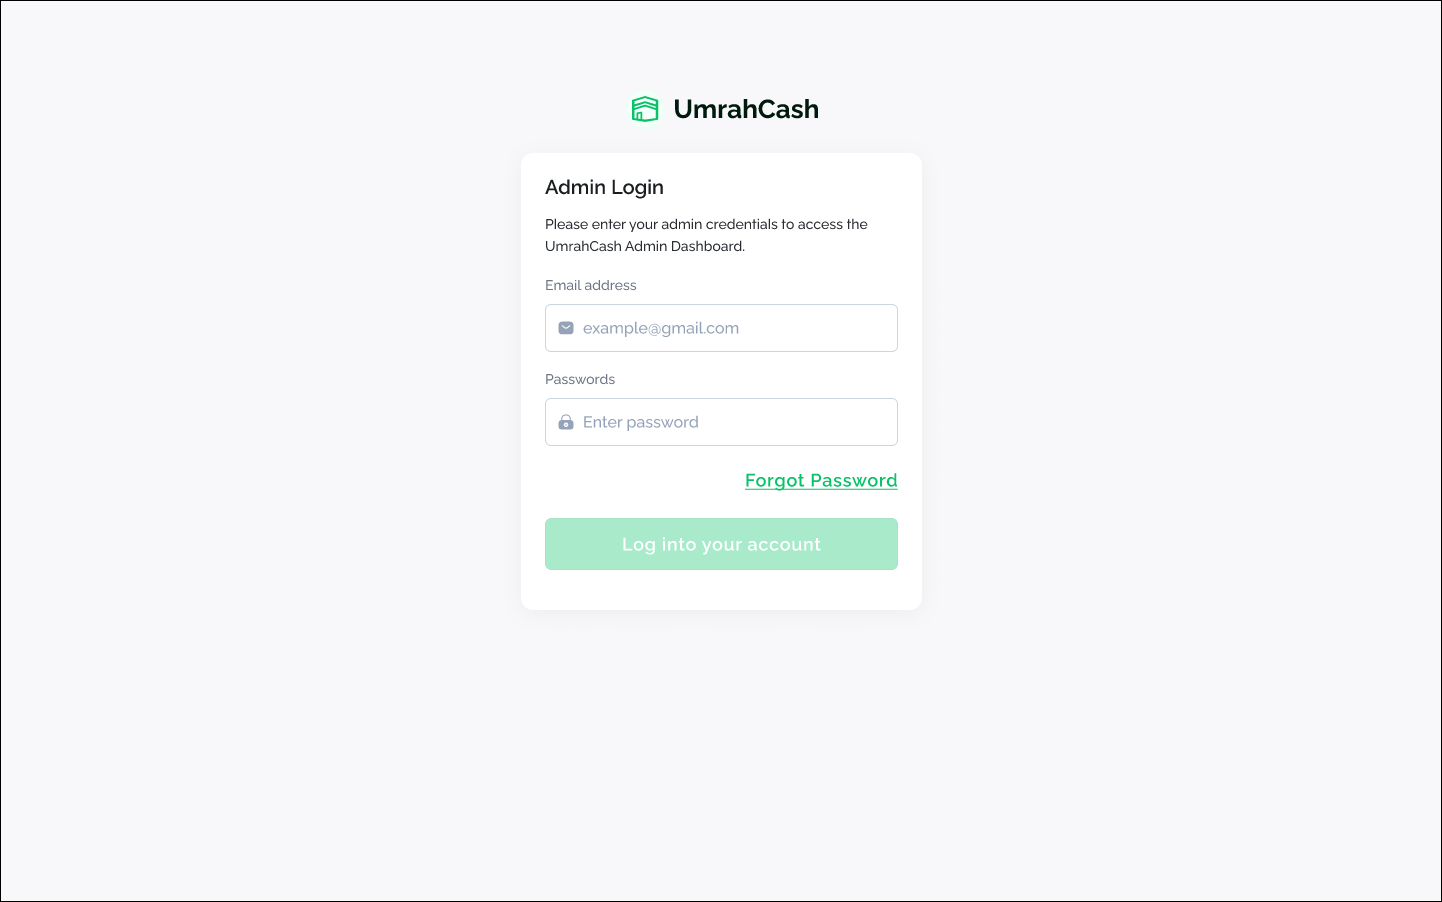 UmrahCash
Admin Login
Please enter your admin credentials to access the
UmrahCash Admin Dashboard.
Email address
example@gmail.com
Passwords
Enter password
Forgot Password
Log into your account